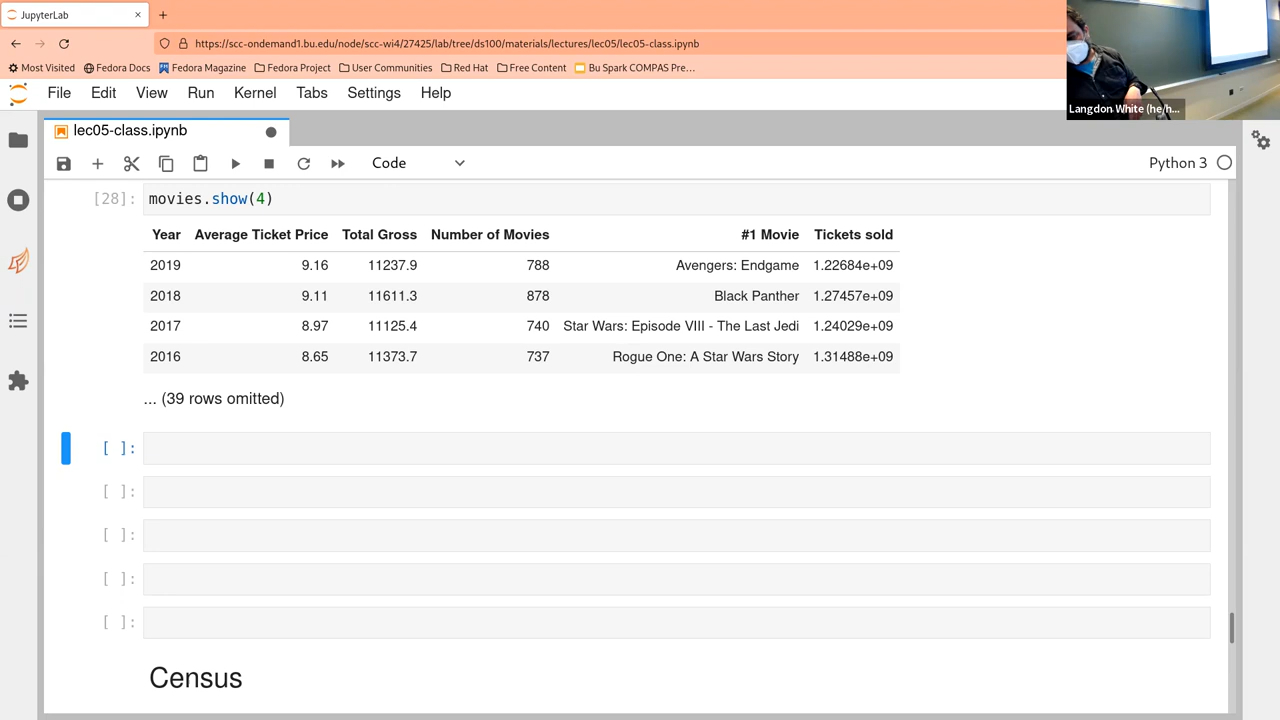 JupyterLab
https://scc-ondemand1.bu.edu/node/scc-wi4/27425/lab/tree/ds100/materials/lectures/lec05/lec05-class.ipynb
Most Visited Fedora Docs Fedora Magazine Fedora Project User Communities Red Hat Free Content Bu Spark COMPAS Pre…
Langdon White (he/h...
File Edit View Run Kernel Tabs Settings Help
lec05-class.ipynb
Code Python 3
[28]: movies.show(4)
Year Average Ticket Price Total Gross Number of Movies #1 Movie Tickets sold
2019 9.16 11237.9 788 Avengers: Endgame 1.22684e+09
2018 9.11 11611.3 878 Black Panther 1.27457e+09
2017 8.97 11125.4 740 Star Wars: Episode VIII - The Last Jedi 1.24029e+09
2016 8.65 11373.7 737 Rogue One: A Star Wars Story 1.31488e+09
... (39 rows omitted)
[ ]:
[ ]:
[ ]:
[ ]:
[ ]:
Census